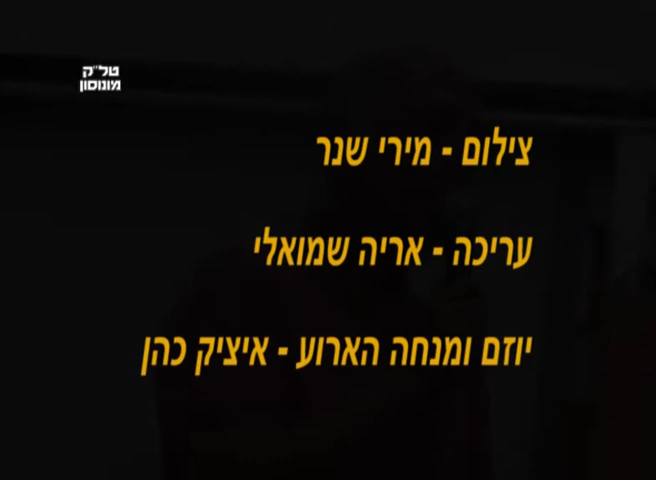 טל"ק
מונוסון
צילום - מירי שנר
עריכה - אריה שמואלי
יוזם ומנחה הארוע - איציק כהן